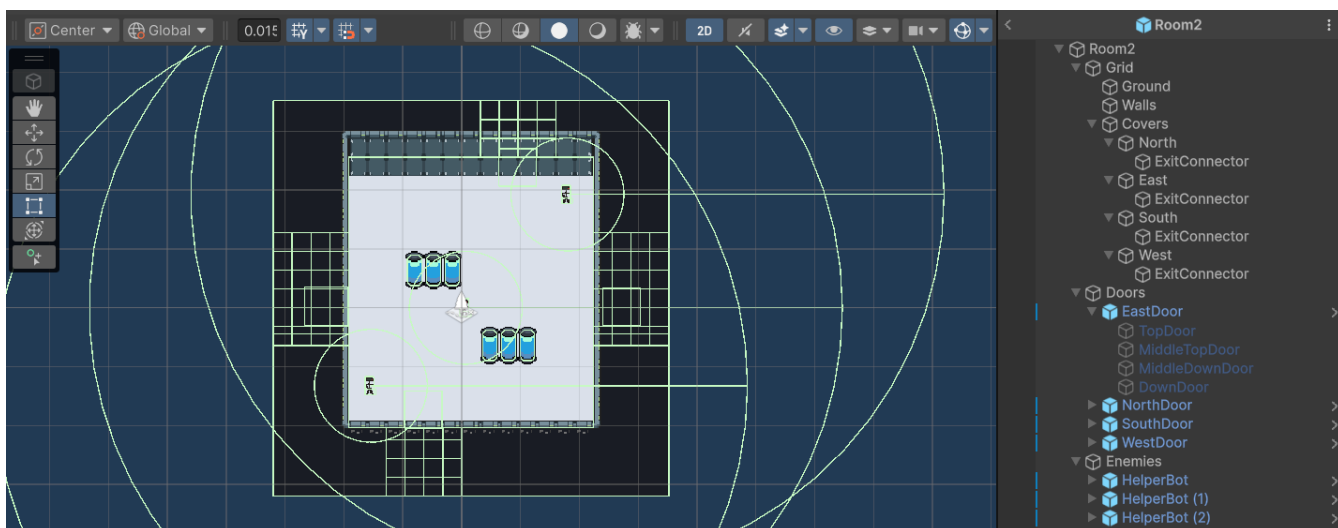 Center
Global
0.015
2D
Room2
Room2
Grid
Ground
Walls
Covers
North
ExitConnector
East
ExitConnector
South
ExitConnector
West
ExitConnector
Doors
EastDoor
TopDoor
MiddleTopDoor
MiddleDownDoor
DownDoor
NorthDoor
SouthDoor
WestDoor
Enemies
HelperBot
HelperBot (1)
HelperBot (2)